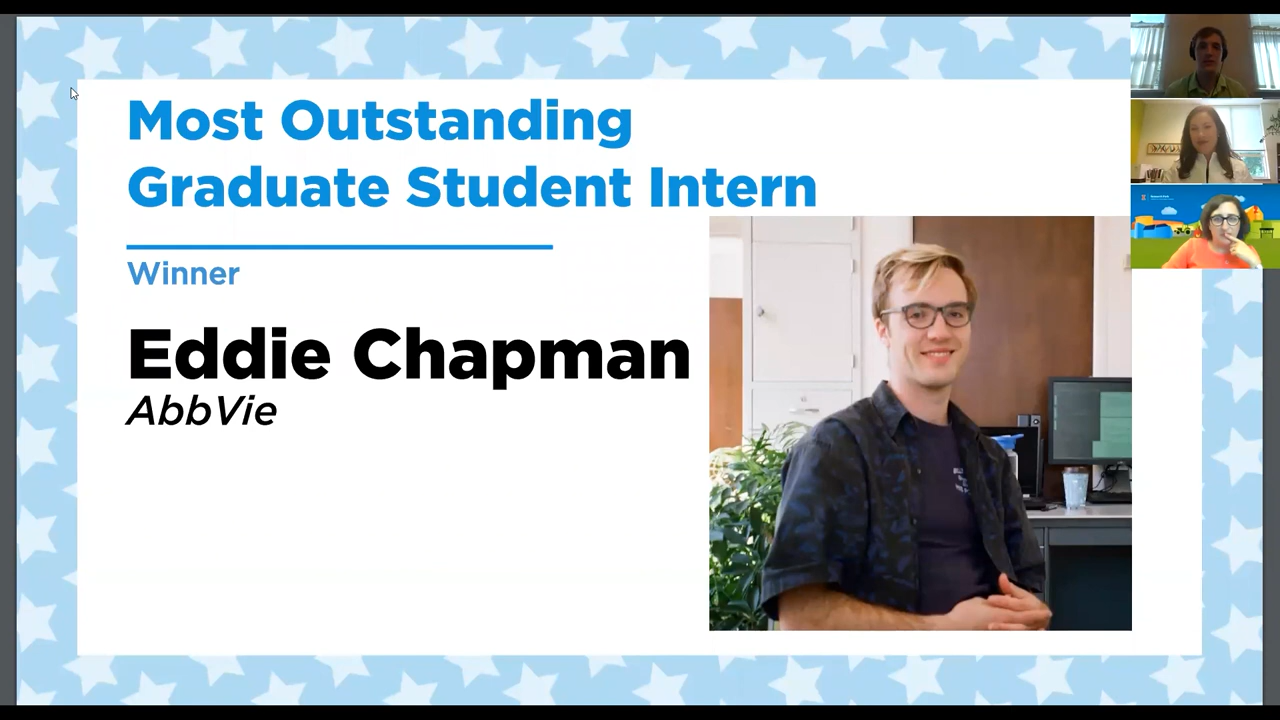 Most Outstanding
Graduate Student Intern
Winner
Eddie Chapman
AbbVie